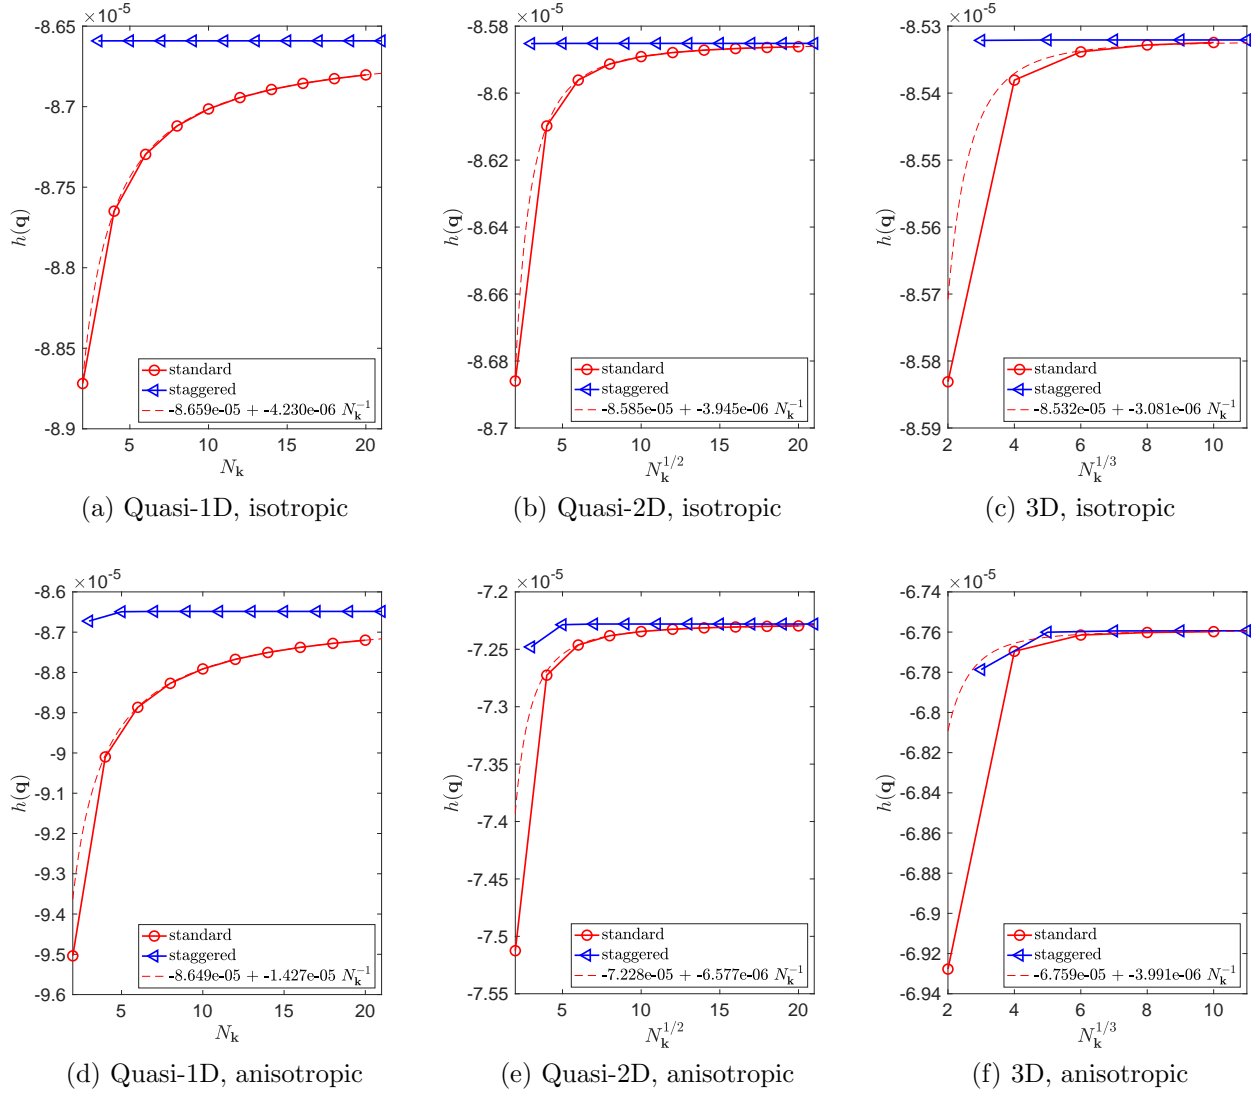 ×10⁻⁵
-8.65
-8.7
-8.75
-8.8
-8.85
-8.9
h(q)
5
10
15
20
N_k
standard
staggered
-8.659e-05 + -4.230e-06 N_k⁻¹
(a) Quasi-1D, isotropic
×10⁻⁵
-8.58
-8.6
-8.62
-8.64
-8.66
-8.68
-8.7
h(q)
5
10
15
20
N_k^{1/2}
standard
staggered
-8.585e-05 + -3.945e-06 N_k⁻¹
(b) Quasi-2D, isotropic
×10⁻⁵
-8.53
-8.54
-8.55
-8.56
-8.57
-8.58
-8.59
h(q)
2
4
6
8
10
N_k^{1/3}
standard
staggered
-8.532e-05 + -3.081e-06 N_k⁻¹
(c) 3D, isotropic
×10⁻⁵
-8.6
-8.7
-8.8
-8.9
-9
-9.1
-9.2
-9.3
-9.4
-9.5
-9.6
h(q)
5
10
15
20
N_k
standard
staggered
-8.649e-05 + -1.427e-05 N_k⁻¹
(d) Quasi-1D, anisotropic
×10⁻⁵
-7.2
-7.25
-7.3
-7.35
-7.4
-7.45
-7.5
-7.55
h(q)
5
10
15
20
N_k^{1/2}
standard
staggered
-7.228e-05 + -6.577e-06 N_k⁻¹
(e) Quasi-2D, anisotropic
×10⁻⁵
-6.74
-6.76
-6.78
-6.8
-6.82
-6.84
-6.86
-6.88
-6.9
-6.92
-6.94
h(q)
2
4
6
8
10
N_k^{1/3}
standard
staggered
-6.759e-05 + -3.991e-06 N_k⁻¹
(f) 3D, anisotropic